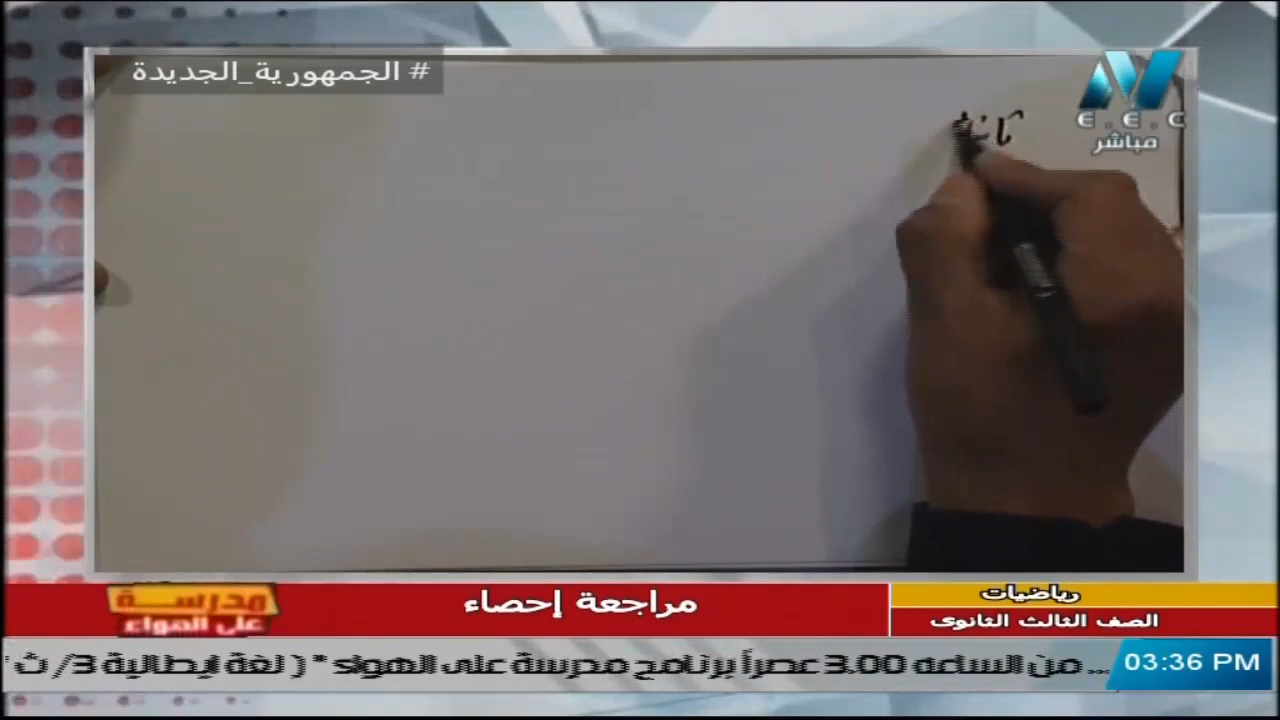 # الجمهورية_الجديدة
E.E.C
مباشر
رياضيات
الصف الثالث الثانوى
مراجعة إحصاء
مدرسة
على الهواء
03:36 PM
... من الساعه 3.00 عصراً برنامج مدرسة على الهواء " ( لغة إيطالية 3/ ث